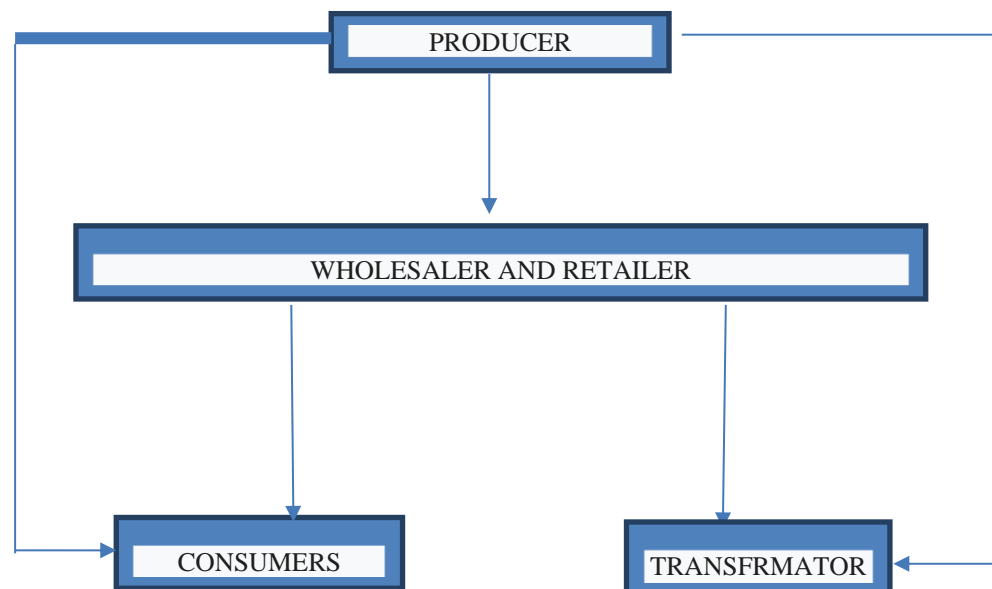 PRODUCER
WHOLESALER AND RETAILER
CONSUMERS
TRANSFRMATOR